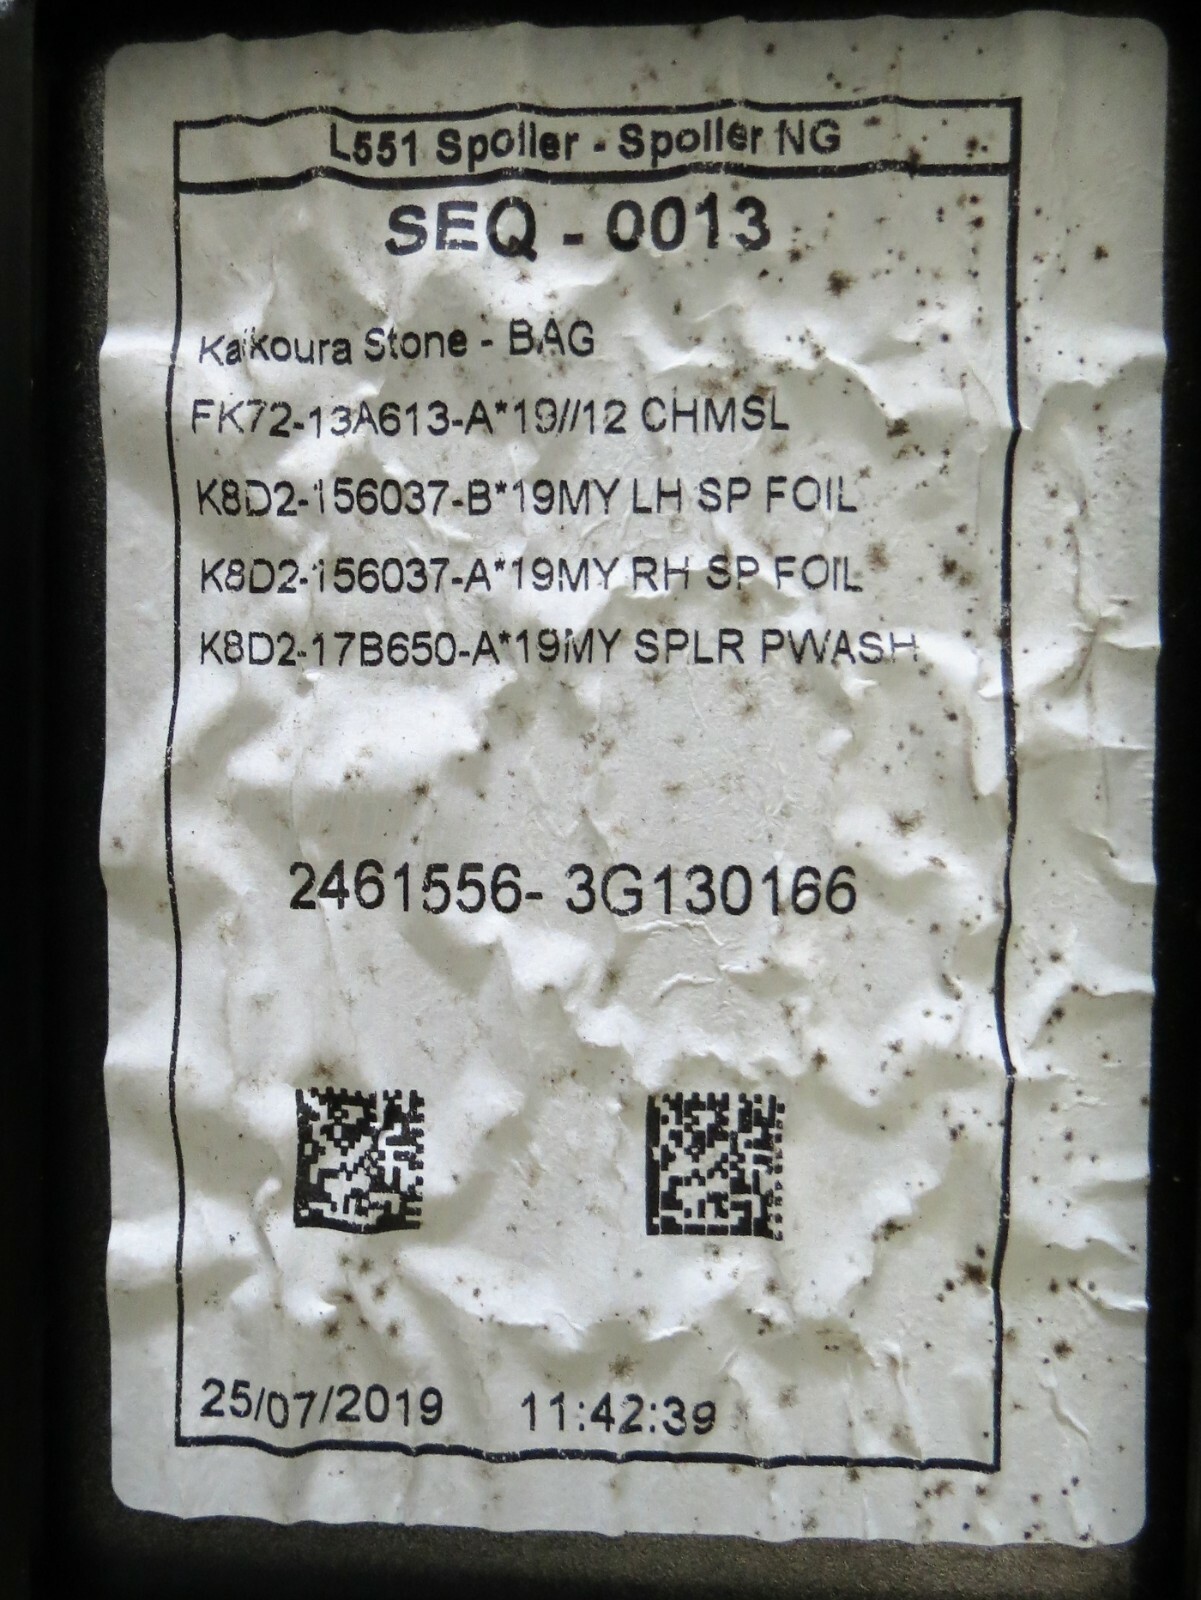 L551 Spoiler - Spoiler NG
SEQ - 0013
Kaikoura Stone - BAG
FK72-13A613-A*19//12 CHMSL
K8D2-156037-B*19MY LH SP FOIL
K8D2-156037-A*19MY RH SP FOIL
K8D2-17B650-A*19MY SPLR PWASH
2461556- 3G130166
25/07/2019 11:42:39